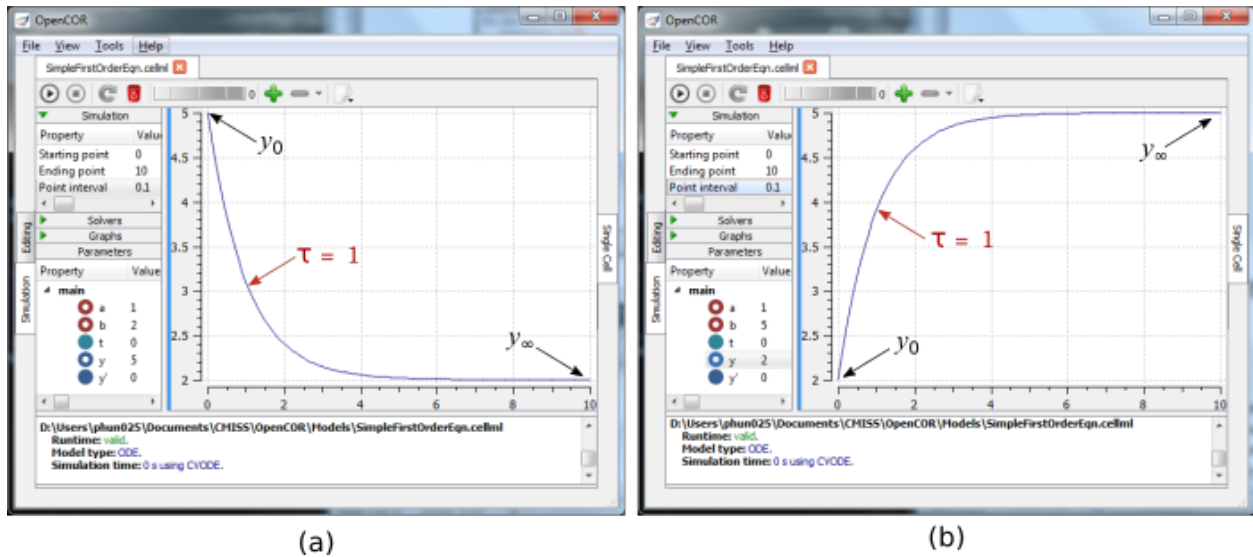 OpenCOR
File View Tools Help
SimpleFirstOrderEqn.cellml
0
Simulation
Property Valu
Starting point 0
Ending point 10
Point interval 0.1
Solvers
Graphs
Parameters
Property Value
main
a 1
b 2
t 0
y 5
y' 0
Editing
Simulation
Single Cell
5
4.5
4
3.5
3
2.5
2
0 2 4 6 8 10
y0
τ = 1
y∞
D:\Users\phun025\Documents\CMISS\OpenCOR\Models\SimpleFirstOrderEqn.cellml
Runtime: valid.
Model type: ODE.
Simulation time: 0 s using CVODE.
(a)
OpenCOR
File View Tools Help
SimpleFirstOrderEqn.cellml
0
Simulation
Property Valu
Starting point 0
Ending point 10
Point interval 0.1
Solvers
Graphs
Parameters
Property Value
main
a 1
b 5
t 0
y 2
y' 0
Editing
Simulation
Single Cell
5
4.5
4
3.5
3
2.5
2
0 2 4 6 8 10
y∞
τ = 1
y0
D:\Users\phun025\Documents\CMISS\OpenCOR\Models\SimpleFirstOrderEqn.cellml
Runtime: valid.
Model type: ODE.
Simulation time: 0 s using CVODE.
(b)